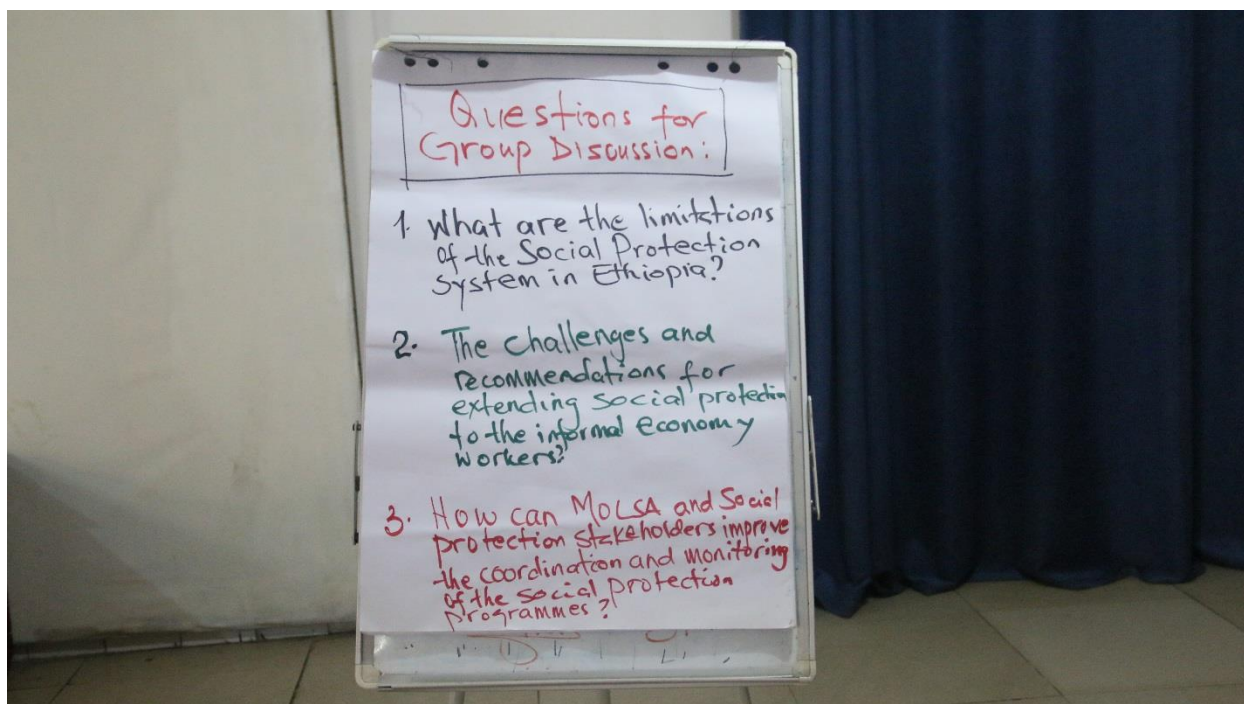 Questions for
Group Discussion:
1. What are the limitations
of the Social Protection
system in Ethiopia?
2. The challenges and
recommendations for
extending social protection
to the informal economy
workers?
3. How can MOLSA and Social
protection stakeholders improve
the coordination and monitoring
of the social protection
programmes?